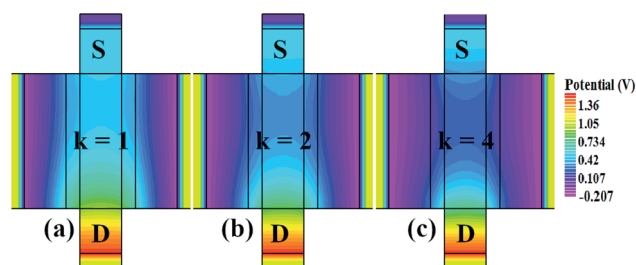 S
S
S
k = 1
k = 2
k = 4
(a)
D
(b)
D
(c)
D
Potential (V)
1.36
1.05
0.734
0.42
0.107
-0.207